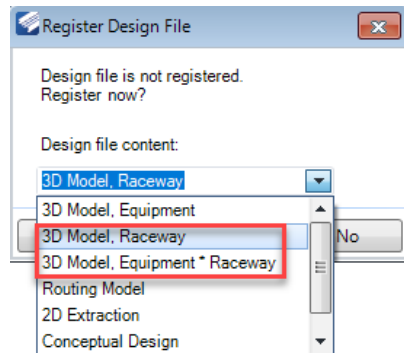 Register Design File
Design file is not registered.
Register now?
Design file content:
3D Model, Raceway
3D Model, Equipment
3D Model, Raceway
No
3D Model, Equipment * Raceway
Routing Model
2D Extraction
Conceptual Design